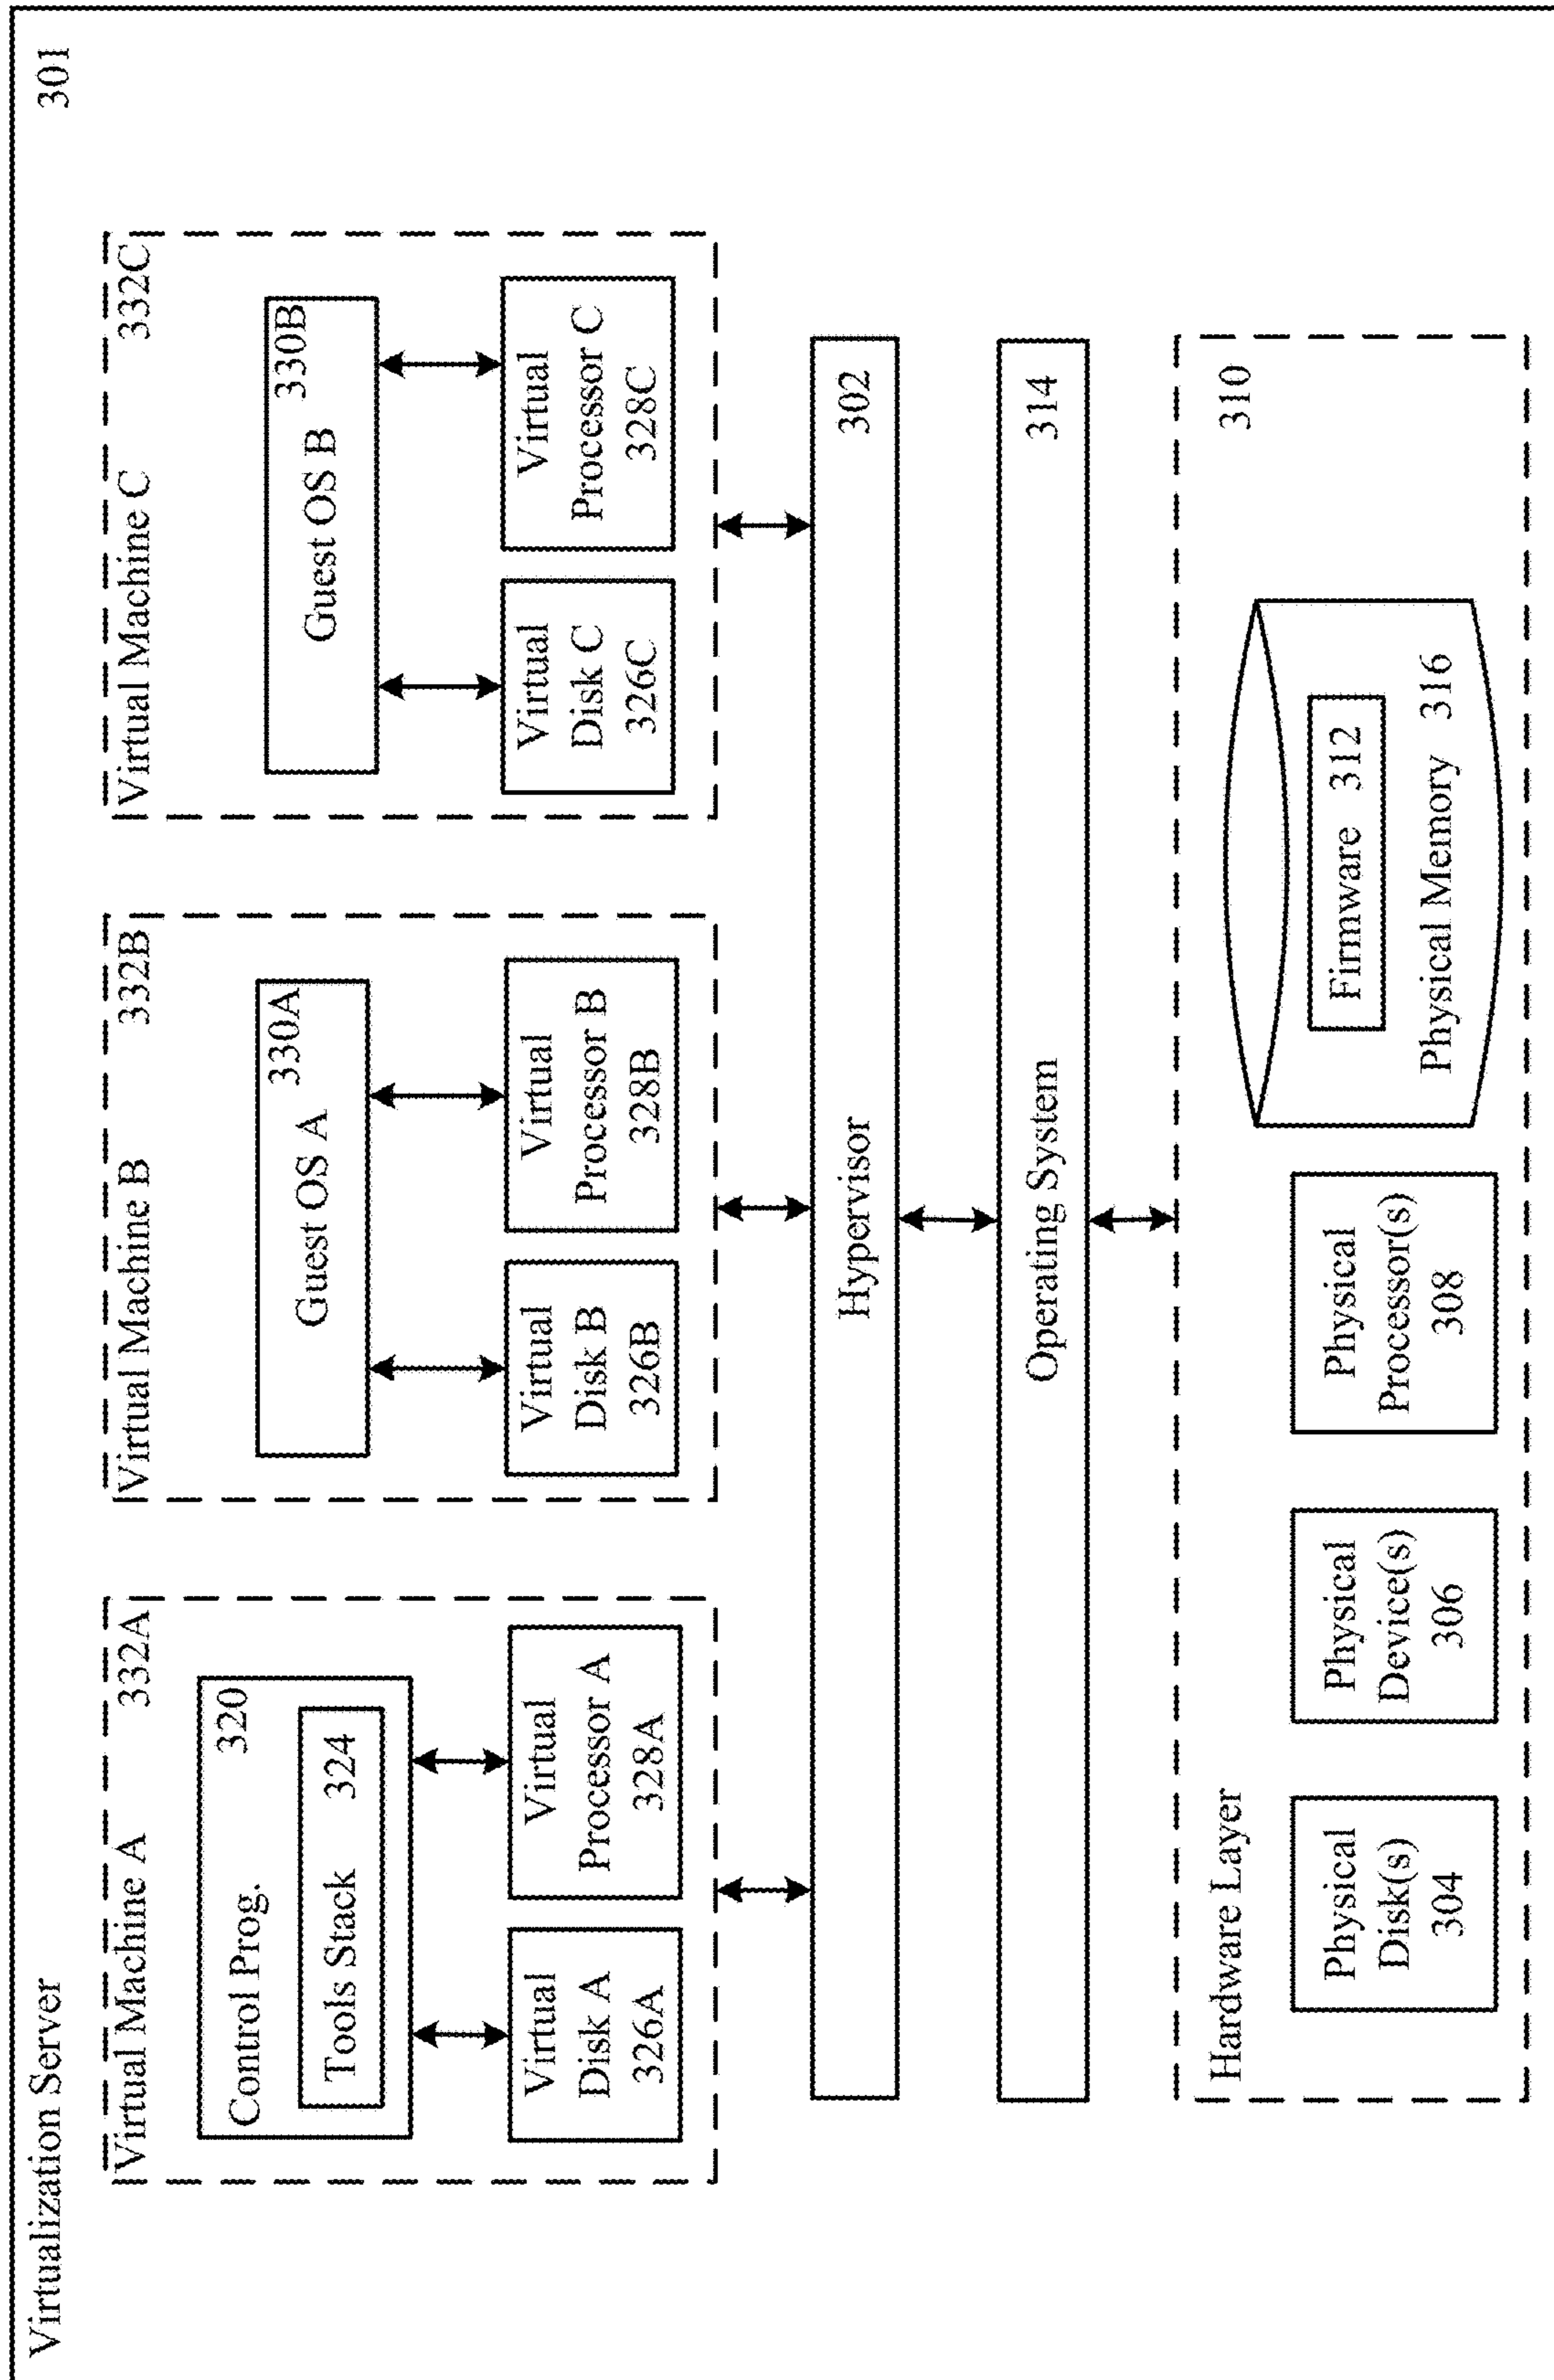 Virtualization Server
301
Virtual Machine A
332A
Control Prog.
320
Tools Stack
324
Virtual
Disk A
326A
Virtual
Processor A
328A
Virtual Machine B
332B
Guest OS A
330A
Virtual
Disk B
326B
Virtual
Processor B
328B
Virtual Machine C
332C
Guest OS B
330B
Virtual
Disk C
326C
Virtual
Processor C
328C
Hypervisor
302
Operating System
314
Hardware Layer
310
Physical
Disk(s)
304
Physical
Device(s)
306
Physical
Processor(s)
308
Firmware 312
Physical Memory 316